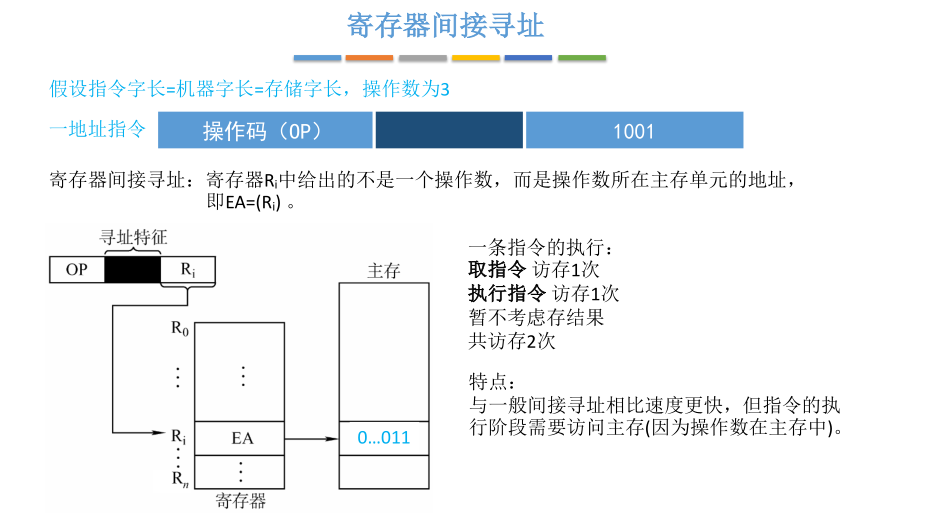 寄存器间接寻址
假设指令字长=机器字长=存储字长，操作数为3
一地址指令 操作码（OP） 1001
寄存器间接寻址：寄存器Ri中给出的不是一个操作数，而是操作数所在主存单元的地址，
即EA=(Ri) 。
寻址特征
OP Ri
主存
R0
⋮ ⋮
Ri EA 0…011
⋮ ⋮
Rn
寄存器
一条指令的执行：
取指令 访存1次
执行指令 访存1次
暂不考虑存结果
共访存2次
特点：
与一般间接寻址相比速度更快，但指令的执
行阶段需要访问主存(因为操作数在主存中)。